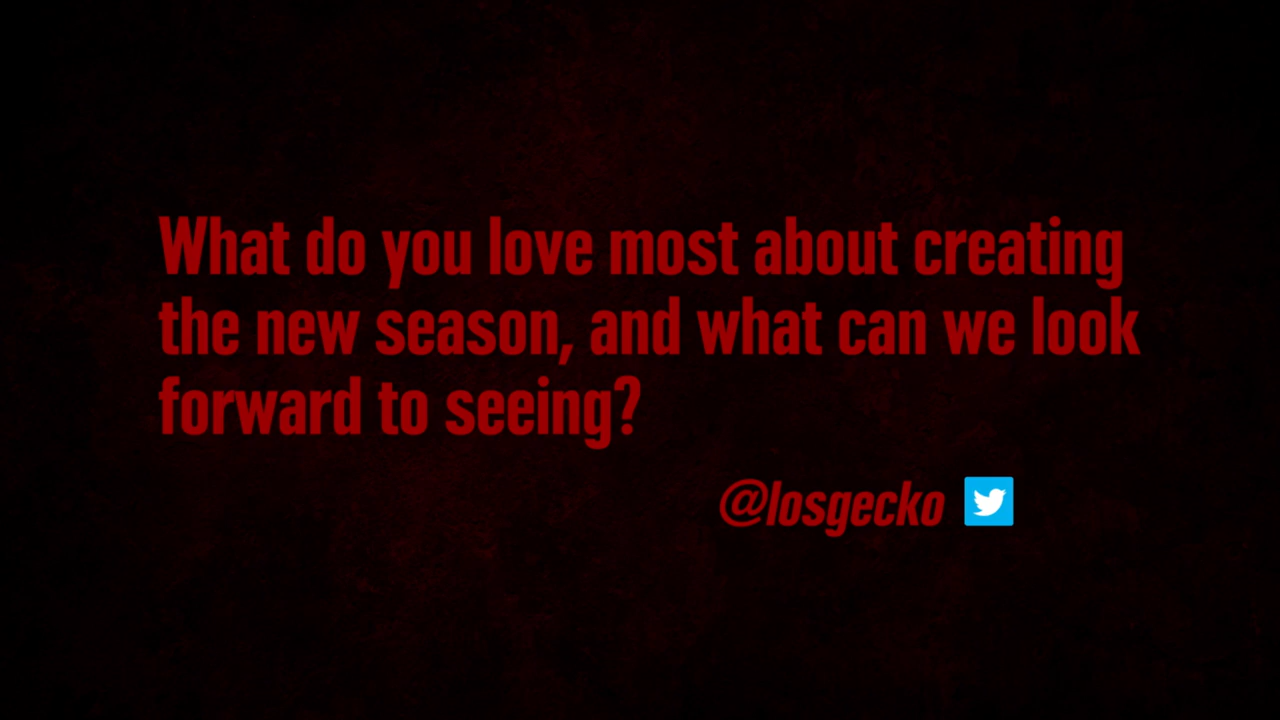 What do you love most about creating
the new season, and what can we look
forward to seeing?
@losgecko